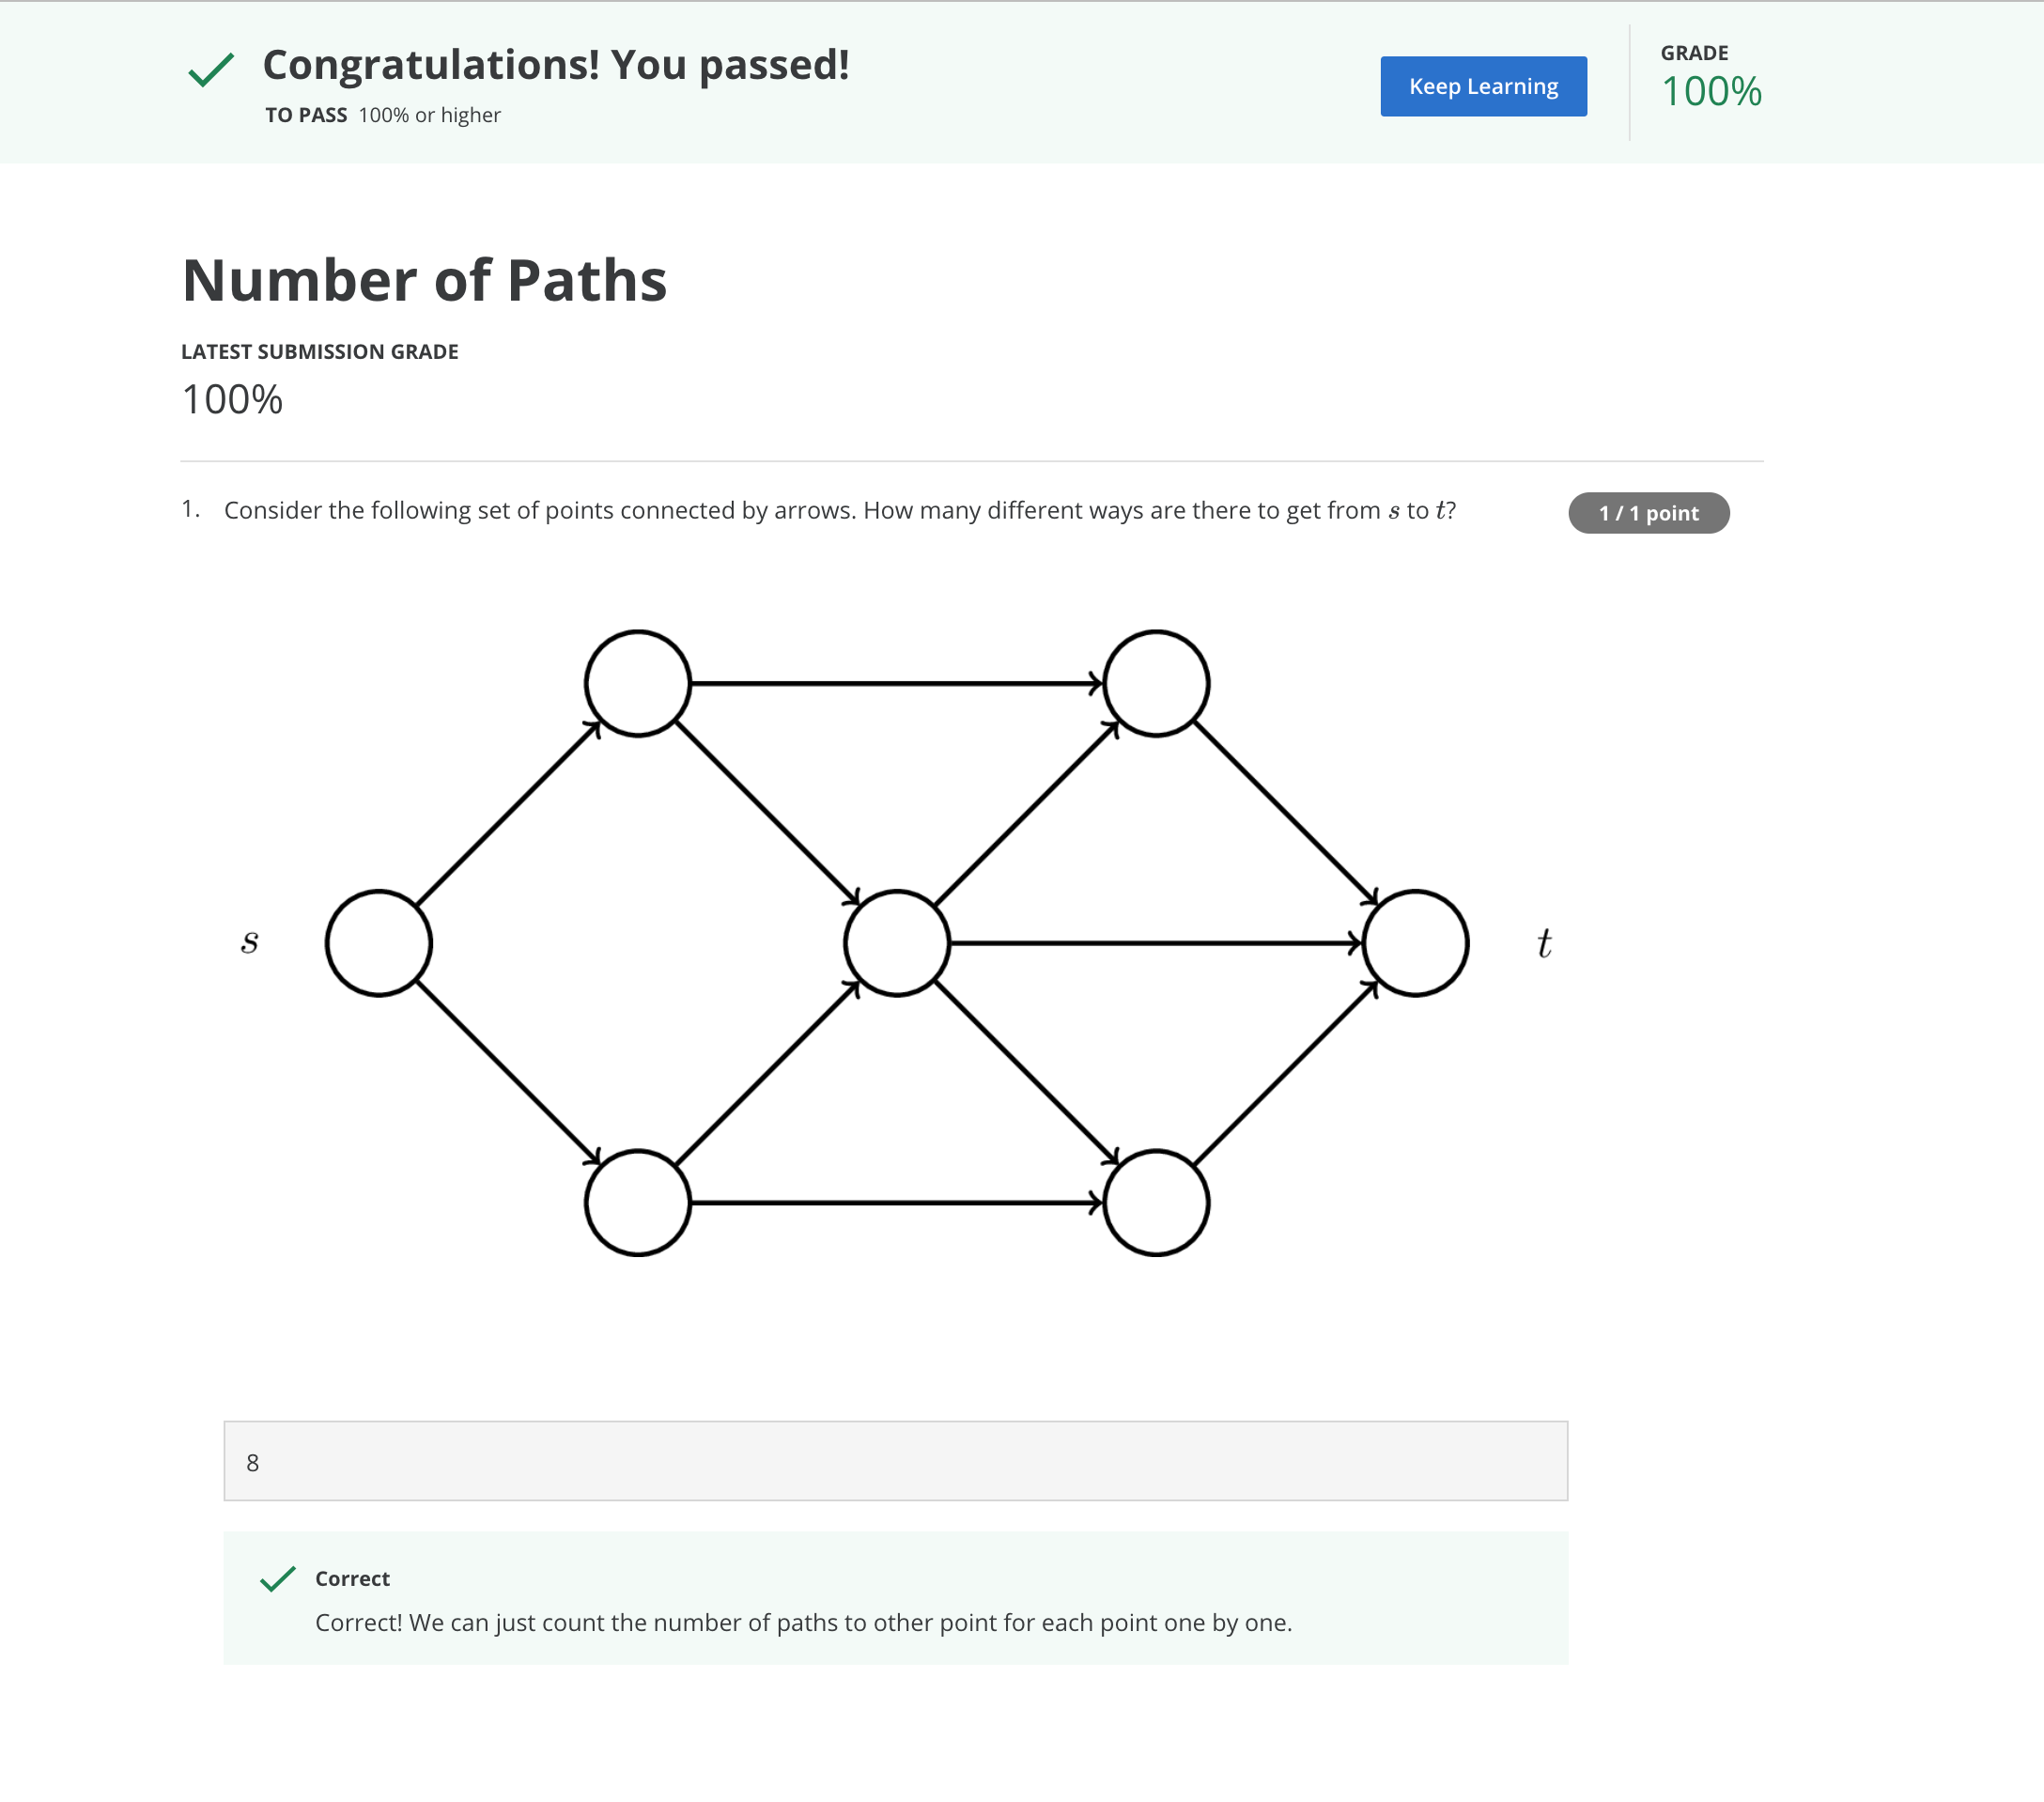 Congratulations! You passed!
TO PASS 100% or higher
Keep Learning
GRADE
100%
Number of Paths
LATEST SUBMISSION GRADE
100%
1. Consider the following set of points connected by arrows. How many different ways are there to get from s to t?
1 / 1 point
s
t
8
Correct
Correct! We can just count the number of paths to other point for each point one by one.